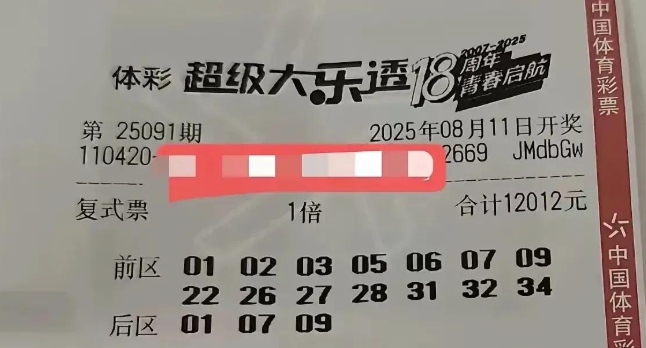 体彩 超级大乐透 18周年 2007-2025 青春启航
第 25091期 2025年08月11日开奖
110420- 2669 JMdbGw
复式票 1倍 合计12012元
前区 01 02 03 05 06 07 09
22 26 27 28 31 32 34
后区 01 07 09
中国体育彩票
中国体育彩